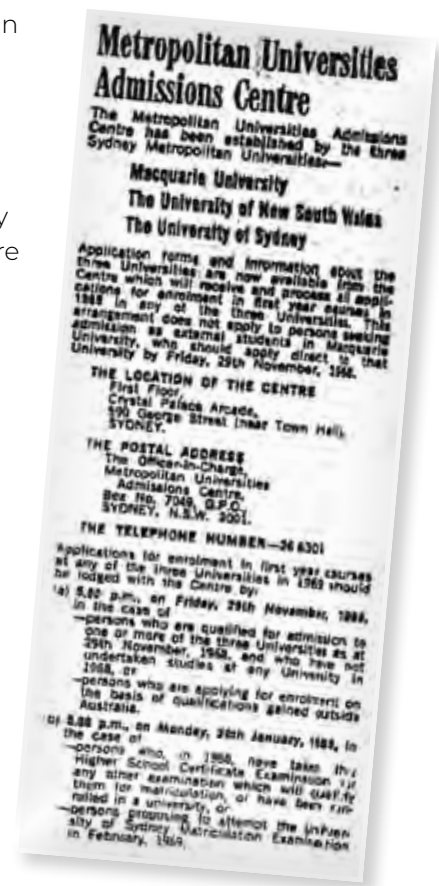 n
y
re
Metropolitan Universities
Admissions Centre
The Metropolitan Universities Admissions
Centre has been established by the three
Sydney Metropolitan Universities:—
Macquarie University
The University of New South Wales
The University of Sydney
Application forms and information about the
three Universities are now available from the
Centre which will receive and process all appli-
cations for enrolment in first year courses in
in any of the three Universities. This
arrangement does not apply to persons seeking
admission as external students in Macquarie
University, who should apply direct to that
University by Friday, 29th November, 1968.
THE LOCATION OF THE CENTRE
First Floor,
Crystal Palace Arcade,
590 George Street (near Town Hall),
SYDNEY.
THE POSTAL ADDRESS
The Officer-in-Charge,
Metropolitan Universities
Admissions Centre,
Box No. 7049, G.P.O.,
SYDNEY, N.S.W. 2001.
THE TELEPHONE NUMBER—26 6301
Applications for enrolment in first year courses
at any of the three Universities in 1969 should
be lodged with the Centre by:
(a) 5.00 p.m., on Friday, 29th November, 1968,
in the case of
—persons who are qualified for admission to
one or more of the three Universities as at
29th November, 1968, and who have not
undertaken studies at any University in
1968, or
—persons who are applying for enrolment on
the basis of qualifications gained outside
Australia.
5.00 p.m., on Monday, January, 1969, in
the case of
—persons who, in 1968, have taken the
Higher School Certificate Examination or
any other examination which will qualify
them for matriculation, or have been en-
rolled in a university, or
—persons proposing to attempt the Univer-
sity of Sydney Matriculation Examination
in February, 1969.